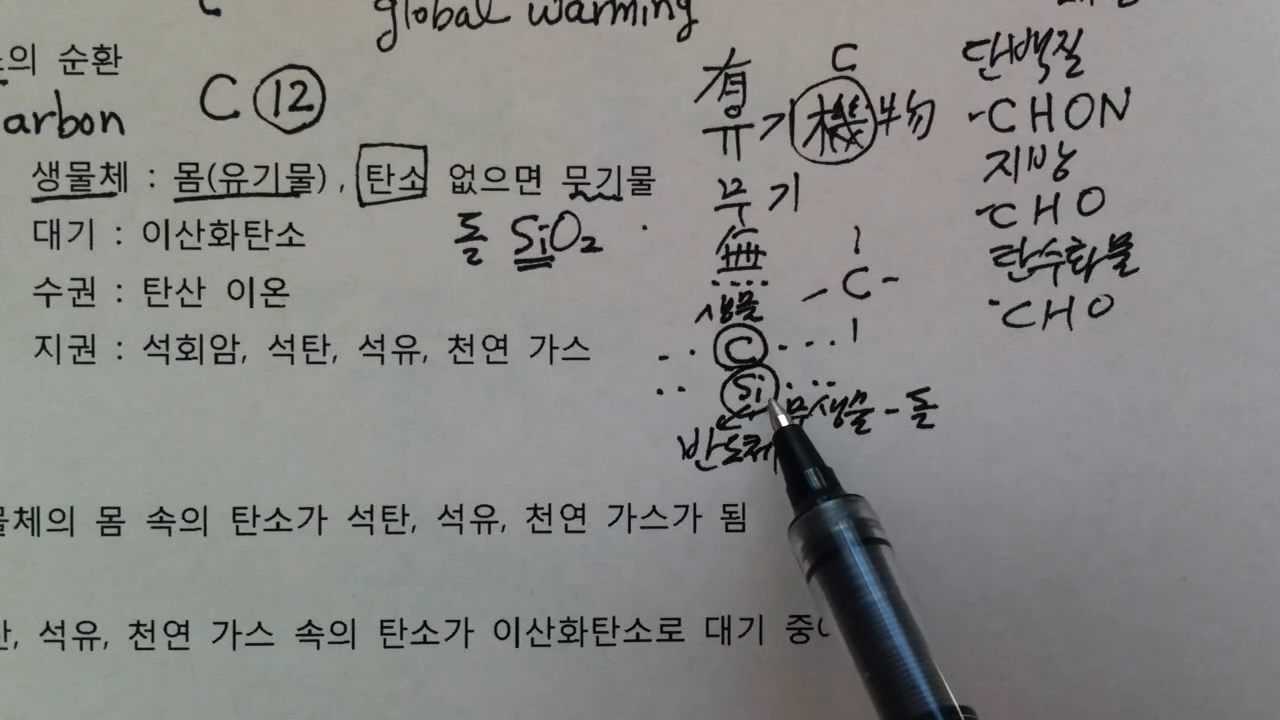 global warming
의 순환
C 12
arbon
생물체 : 몸(유기물) , 탄소 없으면 무기물
대기 : 이산화탄소
돌 SiO₂
수권 : 탄산 이온
지권 : 석회암, 석탄, 석유, 천연 가스
有 C
유기 機 物
무기
無
생물
C
C
Si
무생물 - 돌
반도체
단백질
-CHON
지방
-CHO
탄수화물
-CHO
물체의 몸 속의 탄소가 석탄, 석유, 천연 가스가 됨
탄, 석유, 천연 가스 속의 탄소가 이산화탄소로 대기 중